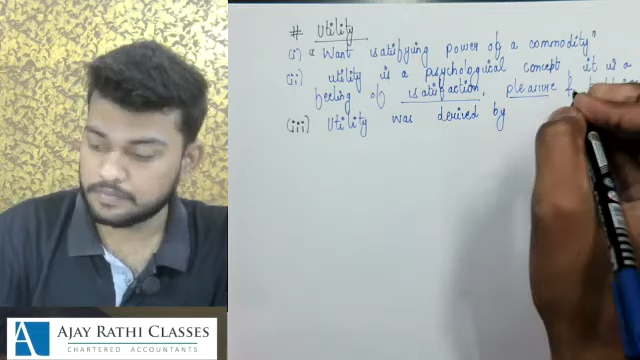 # Utility
(i) " Want satisfying power of a commodity"
(ii) utility is a psychological concept it is a
feeling of satisfaction, pleasure
(iii) Utility was derived by
AJAY RATHI CLASSES
CHARTERED ACCOUNTANTS